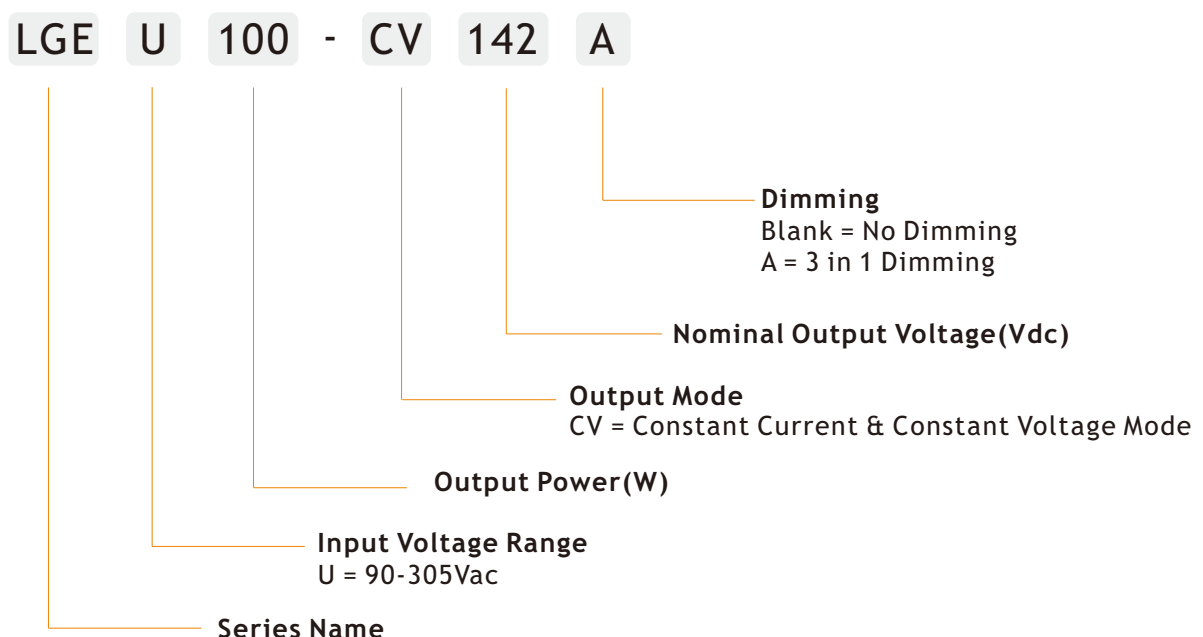 LGE U 100 - CV 142 A
Dimming
Blank = No Dimming
A = 3 in 1 Dimming
Nominal Output Voltage(Vdc)
Output Mode
CV = Constant Current & Constant Voltage Mode
Output Power(W)
Input Voltage Range
U = 90-305Vac
Series Name